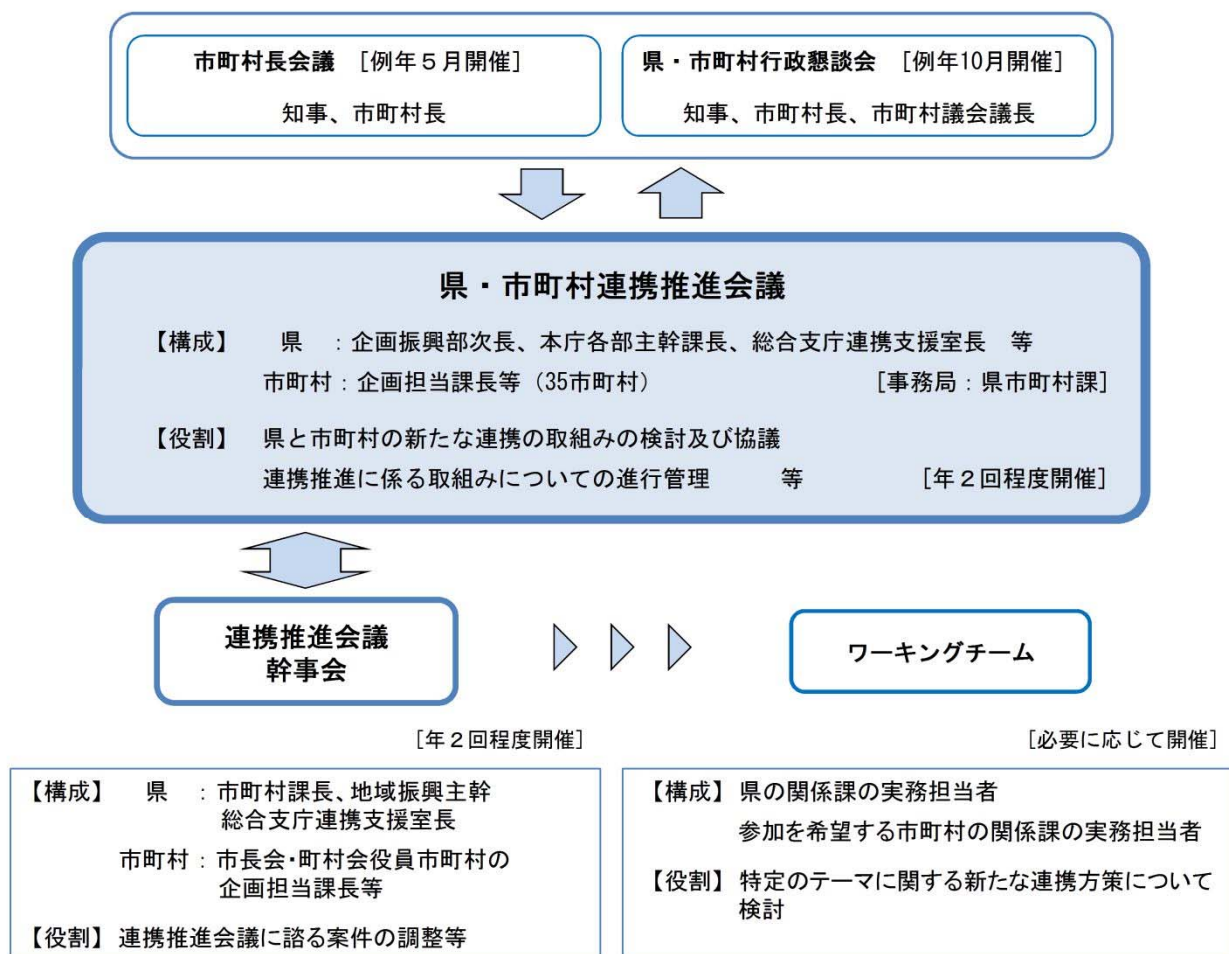 市町村長会議 ［例年５月開催］
知事、市町村長
県・市町村行政懇談会 ［例年10月開催］
知事、市町村長、市町村議会議長
県・市町村連携推進会議
【構成】 県 ：企画振興部次長、本庁各部主幹課長、総合支庁連携支援室長 等
市町村：企画担当課長等（35市町村） ［事務局：県市町村課］
【役割】 県と市町村の新たな連携の取組みの検討及び協議
連携推進に係る取組みについての進行管理 等 ［年２回程度開催］
連携推進会議
幹事会
ワーキングチーム
［年２回程度開催］
【構成】 県 ：市町村課長、地域振興主幹
総合支庁連携支援室長
市町村：市長会・町村会役員市町村の
企画担当課長等
【役割】 連携推進会議に諮る案件の調整等
［必要に応じて開催］
【構成】 県の関係課の実務担当者
参加を希望する市町村の関係課の実務担当者
【役割】 特定のテーマに関する新たな連携方策について
検討